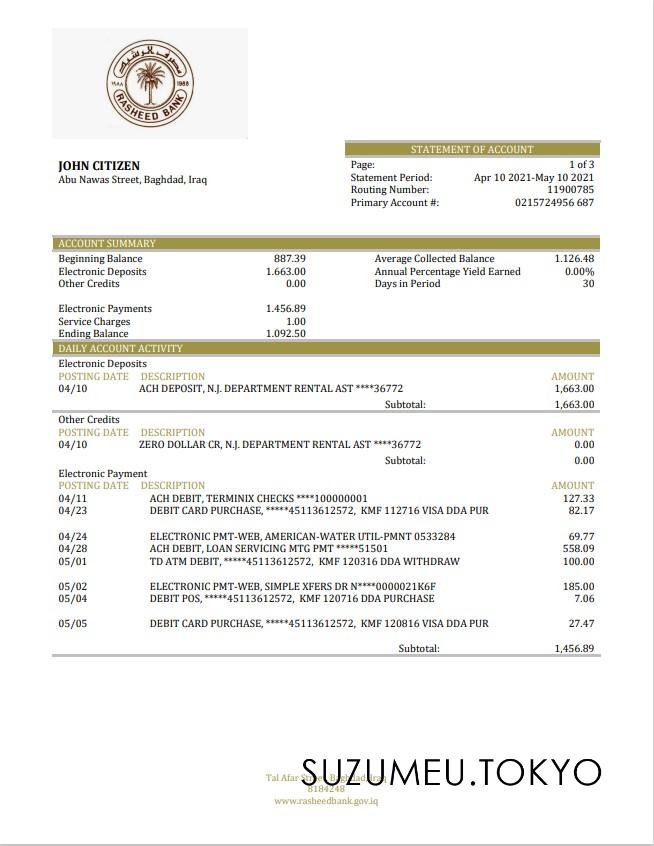 مصرف الرشيد
١٩٨٨ 1988
RASHEED BANK
STATEMENT OF ACCOUNT
JOHN CITIZEN
Abu Nawas Street, Baghdad, Iraq
Page: 1 of 3
Statement Period: Apr 10 2021-May 10 2021
Routing Number: 11900785
Primary Account #: 0215724956 687
ACCOUNT SUMMARY
Beginning Balance 887.39 Average Collected Balance 1.126.48
Electronic Deposits 1.663.00 Annual Percentage Yield Earned 0.00%
Other Credits 0.00 Days in Period 30
Electronic Payments 1.456.89
Service Charges 1.00
Ending Balance 1.092.50
DAILY ACCOUNT ACTIVITY
Electronic Deposits
POSTING DATE DESCRIPTION AMOUNT
04/10 ACH DEPOSIT, N.J. DEPARTMENT RENTAL AST ****36772 1,663.00
Subtotal: 1,663.00
Other Credits
POSTING DATE DESCRIPTION AMOUNT
04/10 ZERO DOLLAR CR, N.J. DEPARTMENT RENTAL AST ****36772 0.00
Subtotal: 0.00
Electronic Payment
POSTING DATE DESCRIPTION AMOUNT
04/11 ACH DEBIT, TERMINIX CHECKS ****100000001 127.33
04/23 DEBIT CARD PURCHASE, *****45113612572, KMF 112716 VISA DDA PUR 82.17
04/24 ELECTRONIC PMT-WEB, AMERICAN-WATER UTIL-PMNT 0533284 69.77
04/28 ACH DEBIT, LOAN SERVICING MTG PMT *****51501 558.09
05/01 TD ATM DEBIT, *****45113612572, KMF 120316 DDA WITHDRAW 100.00
05/02 ELECTRONIC PMT-WEB, SIMPLE XFERS DR N****0000021K6F 185.00
05/04 DEBIT POS, *****45113612572, KMF 120716 DDA PURCHASE 7.06
05/05 DEBIT CARD PURCHASE, *****45113612572, KMF 120816 VISA DDA PUR 27.47
Subtotal: 1,456.89
SUZUMEU.TOKYO
Tal Afar Street, Baghdad, Iraq
8184248
www.rasheedbank.gov.iq